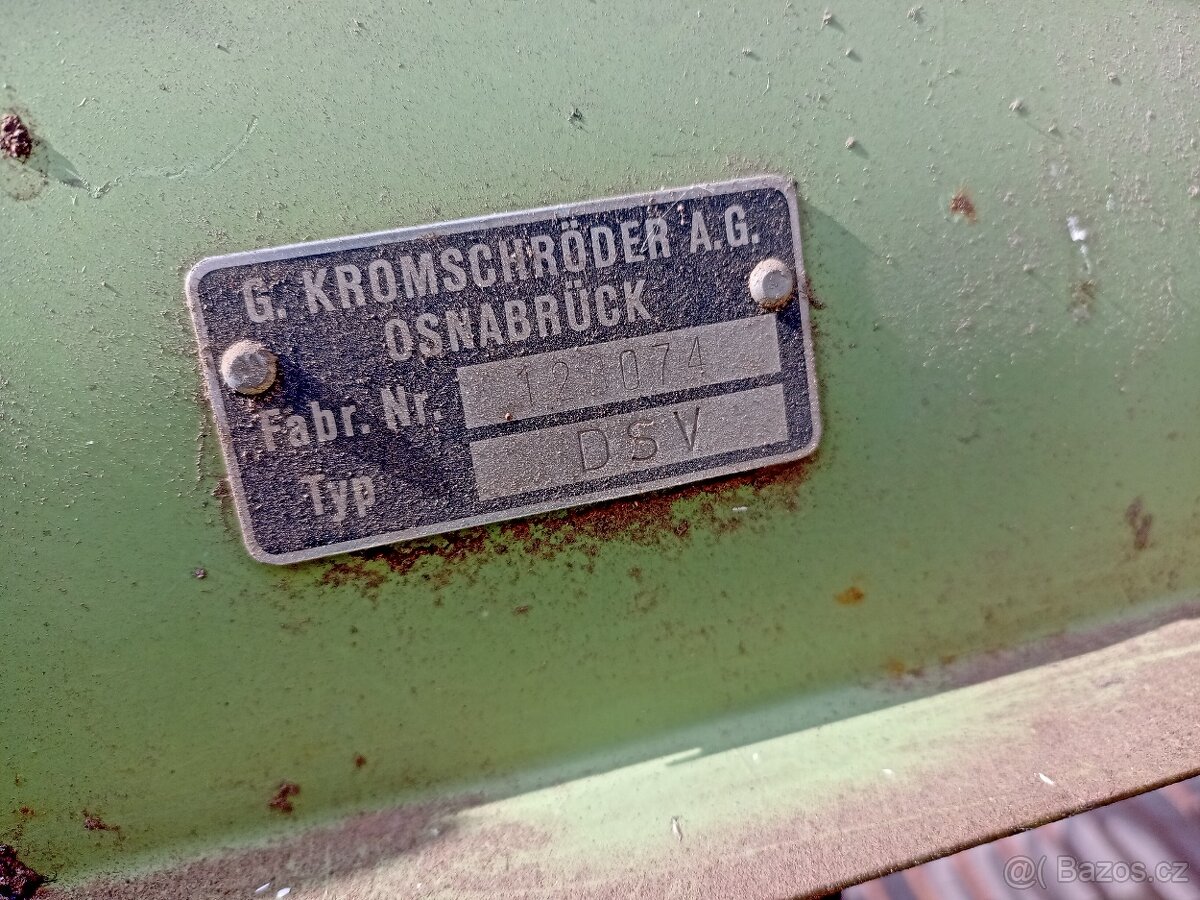 G. KROMSCHRÖDER A.G.
OSNABRÜCK
Fabr. Nr.
Typ DSV
Bazos.cz